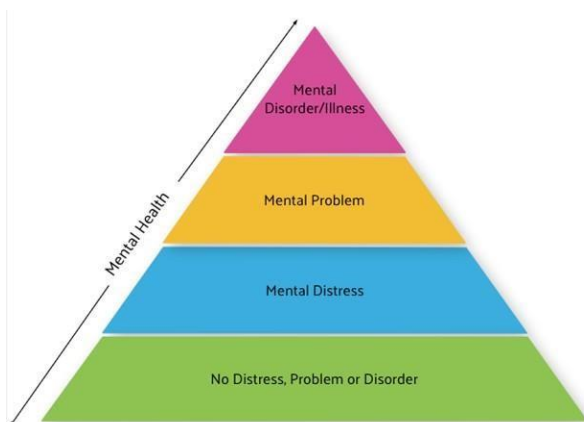 Mental
Disorder/Illness
Mental Problem
Mental Health
Mental Distress
No Distress, Problem or Disorder